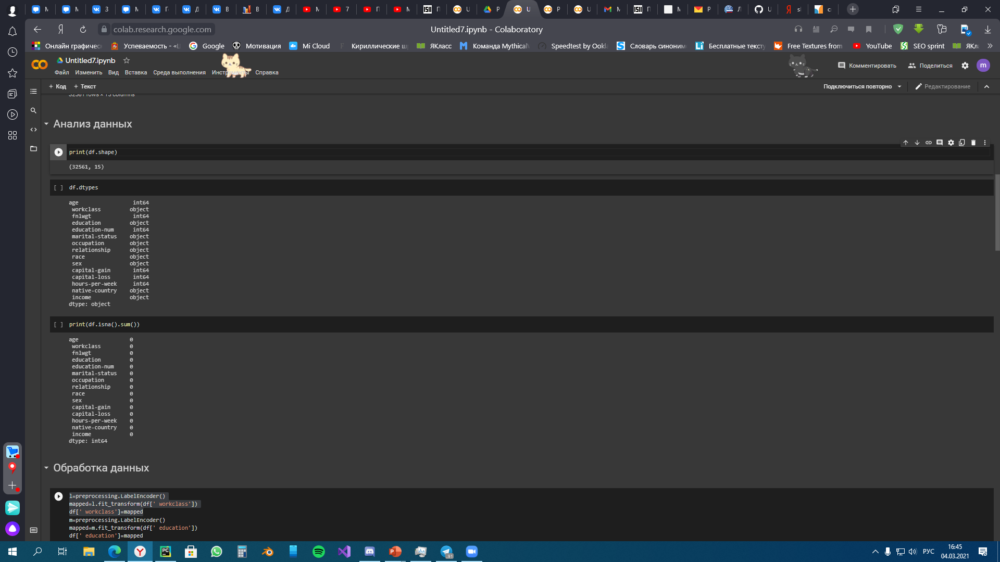 М
М
З
М
Г
Д
В
В
Д
М
7
П
М
П
U
P
U
P
U
М
П
М
Р
Л
U
s
c
colab.research.google.com
Untitled7.ipynb - Colaboratory
Онлайн графичес
Успеваемость - «Ц
Google
Мотивация
Mi Cloud
Кириллические ш
ЯКласс
Команда Mythical
Speedtest by Ookl
Словарь синоним
Бесплатные тексту
Free Textures from
YouTube
SEO sprint
ЯКла
Untitled7.ipynb
Файл Изменить Вид Вставка Среда выполнения Инструменты Справка
Комментировать
Поделиться
m
+ Код + Текст
Подключиться повторно
Редактирование
32561 rows × 15 columns
Анализ данных
print(df.shape)
(32561, 15)
[ ] df.dtypes
age int64
workclass object
fnlwgt int64
education object
education-num int64
marital-status object
occupation object
relationship object
race object
sex object
capital-gain int64
capital-loss int64
hours-per-week int64
native-country object
income object
dtype: object
[ ] print(df.isna().sum())
age 0
workclass 0
fnlwgt 0
education 0
education-num 0
marital-status 0
occupation 0
relationship 0
race 0
sex 0
capital-gain 0
capital-loss 0
hours-per-week 0
native-country 0
income 0
dtype: int64
Обработка данных
l=preprocessing.LabelEncoder()
mapped=l.fit_transform(df[' workclass'])
df[' workclass']=mapped
m=preprocessing.LabelEncoder()
mapped=m.fit_transform(df[' education'])
df[' education']=mapped
РУС
16:45
04.03.2021